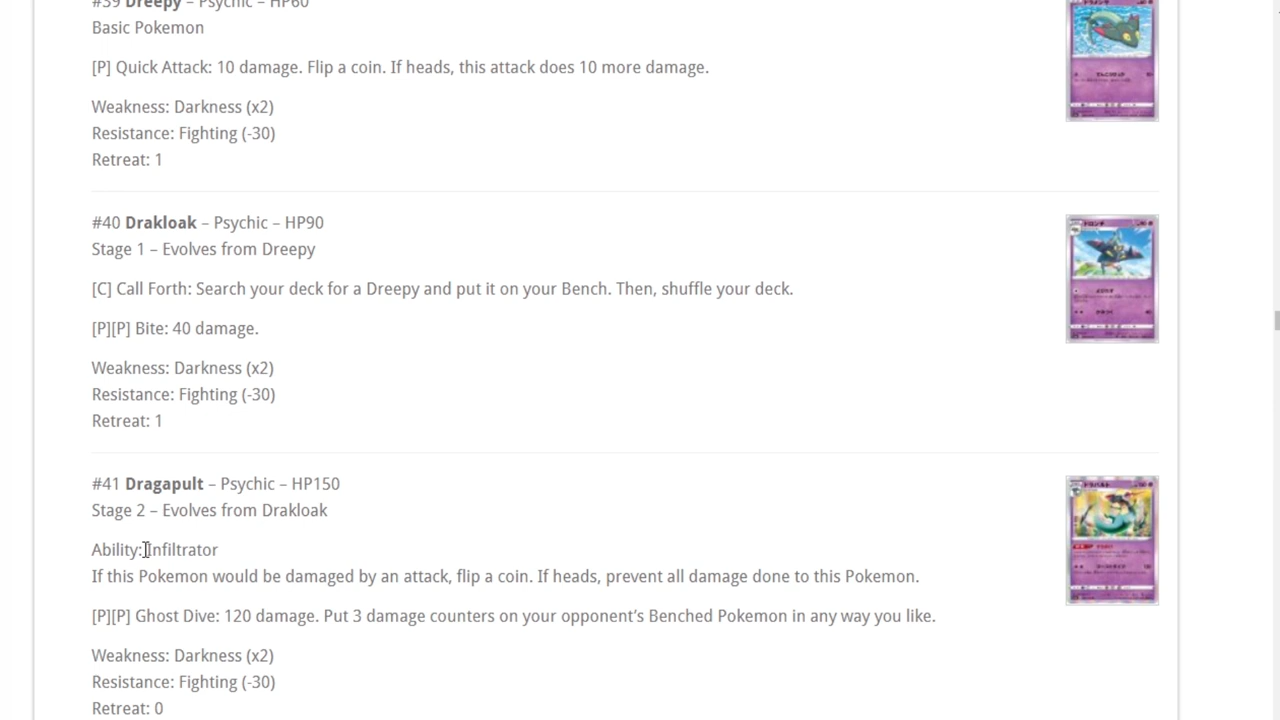 #39 Dreepy – Psychic – HP60
Basic Pokemon
[P] Quick Attack: 10 damage. Flip a coin. If heads, this attack does 10 more damage.
Weakness: Darkness (x2)
Resistance: Fighting (-30)
Retreat: 1
#40 Drakloak – Psychic – HP90
Stage 1 – Evolves from Dreepy
[C] Call Forth: Search your deck for a Dreepy and put it on your Bench. Then, shuffle your deck.
[P][P] Bite: 40 damage.
Weakness: Darkness (x2)
Resistance: Fighting (-30)
Retreat: 1
#41 Dragapult – Psychic – HP150
Stage 2 – Evolves from Drakloak
Ability: Infiltrator
If this Pokemon would be damaged by an attack, flip a coin. If heads, prevent all damage done to this Pokemon.
[P][P] Ghost Dive: 120 damage. Put 3 damage counters on your opponent’s Benched Pokemon in any way you like.
Weakness: Darkness (x2)
Resistance: Fighting (-30)
Retreat: 0